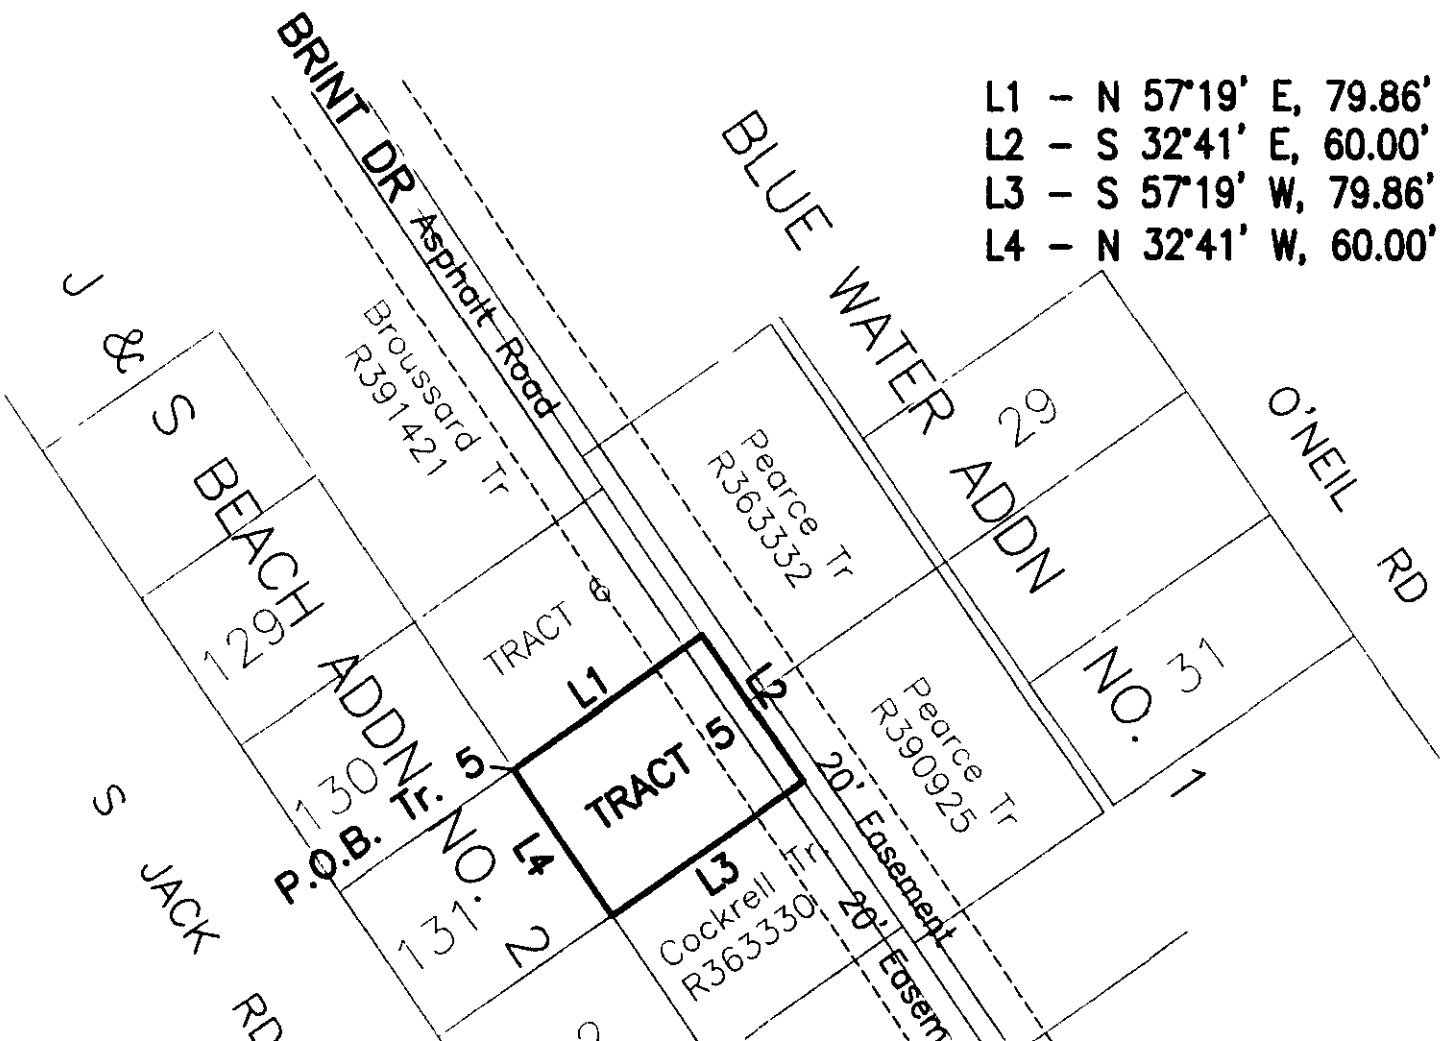 L1 - N 57°19' E, 79.86'
L2 - S 32°41' E, 60.00'
L3 - S 57°19' W, 79.86'
L4 - N 32°41' W, 60.00'
BRINT DR Asphalt Road
BLUE WATER ADDN NO. 1
J & S BEACH ADDN NO. 2
O'NEIL RD
S JACK RD
Broussard Tr
R391421
Pearce Tr
R363332
Pearce Tr
R390925
29
31
129
130
131
TRACT 6
L1
L2
TRACT 5
L3
L4
P.O.B. Tr. 5
20' Easement
20' Easem
Cockrell Tr.
R363330
2